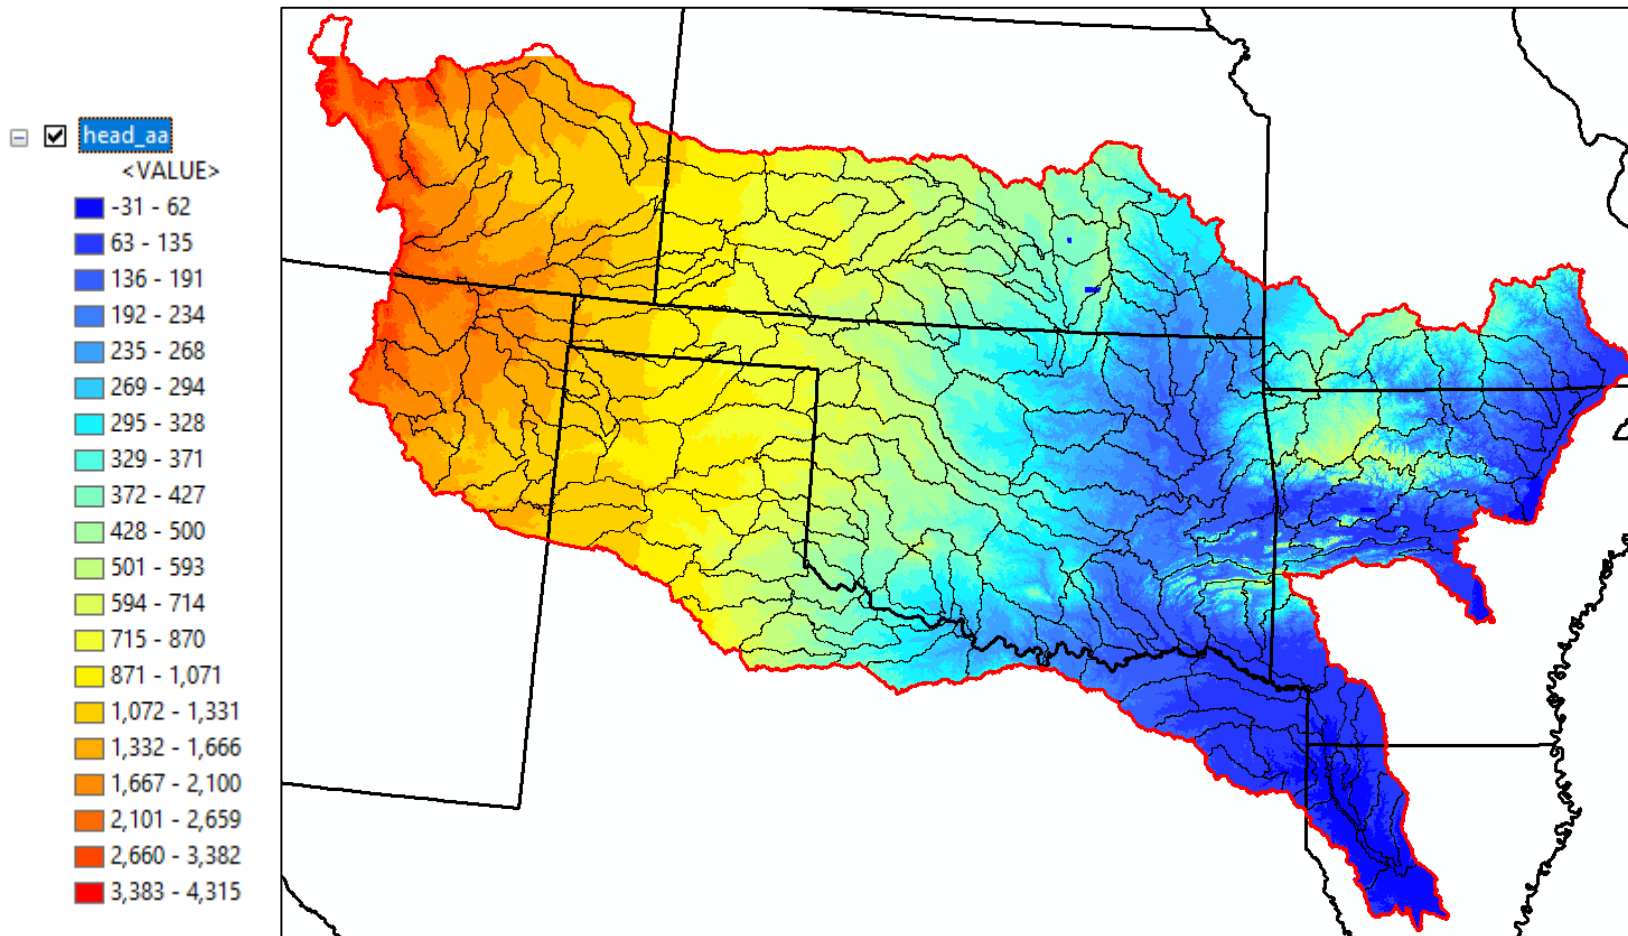 head_aa
<VALUE>
-31 - 62
63 - 135
136 - 191
192 - 234
235 - 268
269 - 294
295 - 328
329 - 371
372 - 427
428 - 500
501 - 593
594 - 714
715 - 870
871 - 1,071
1,072 - 1,331
1,332 - 1,666
1,667 - 2,100
2,101 - 2,659
2,660 - 3,382
3,383 - 4,315